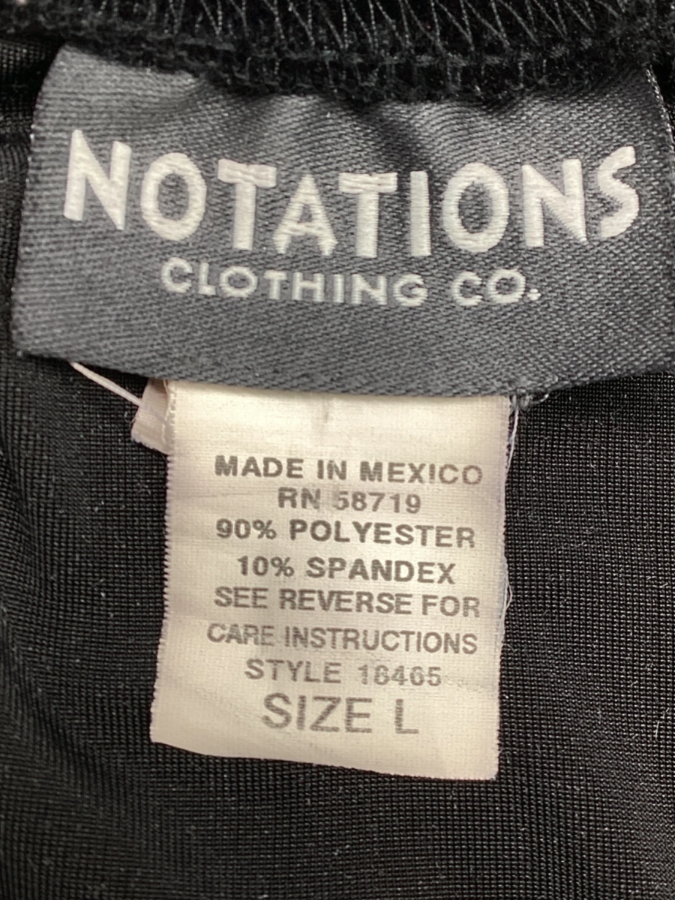 NOTATIONS
CLOTHING CO.
MADE IN MEXICO
RN 58719
90% POLYESTER
10% SPANDEX
SEE REVERSE FOR
CARE INSTRUCTIONS
STYLE 18465
SIZE L